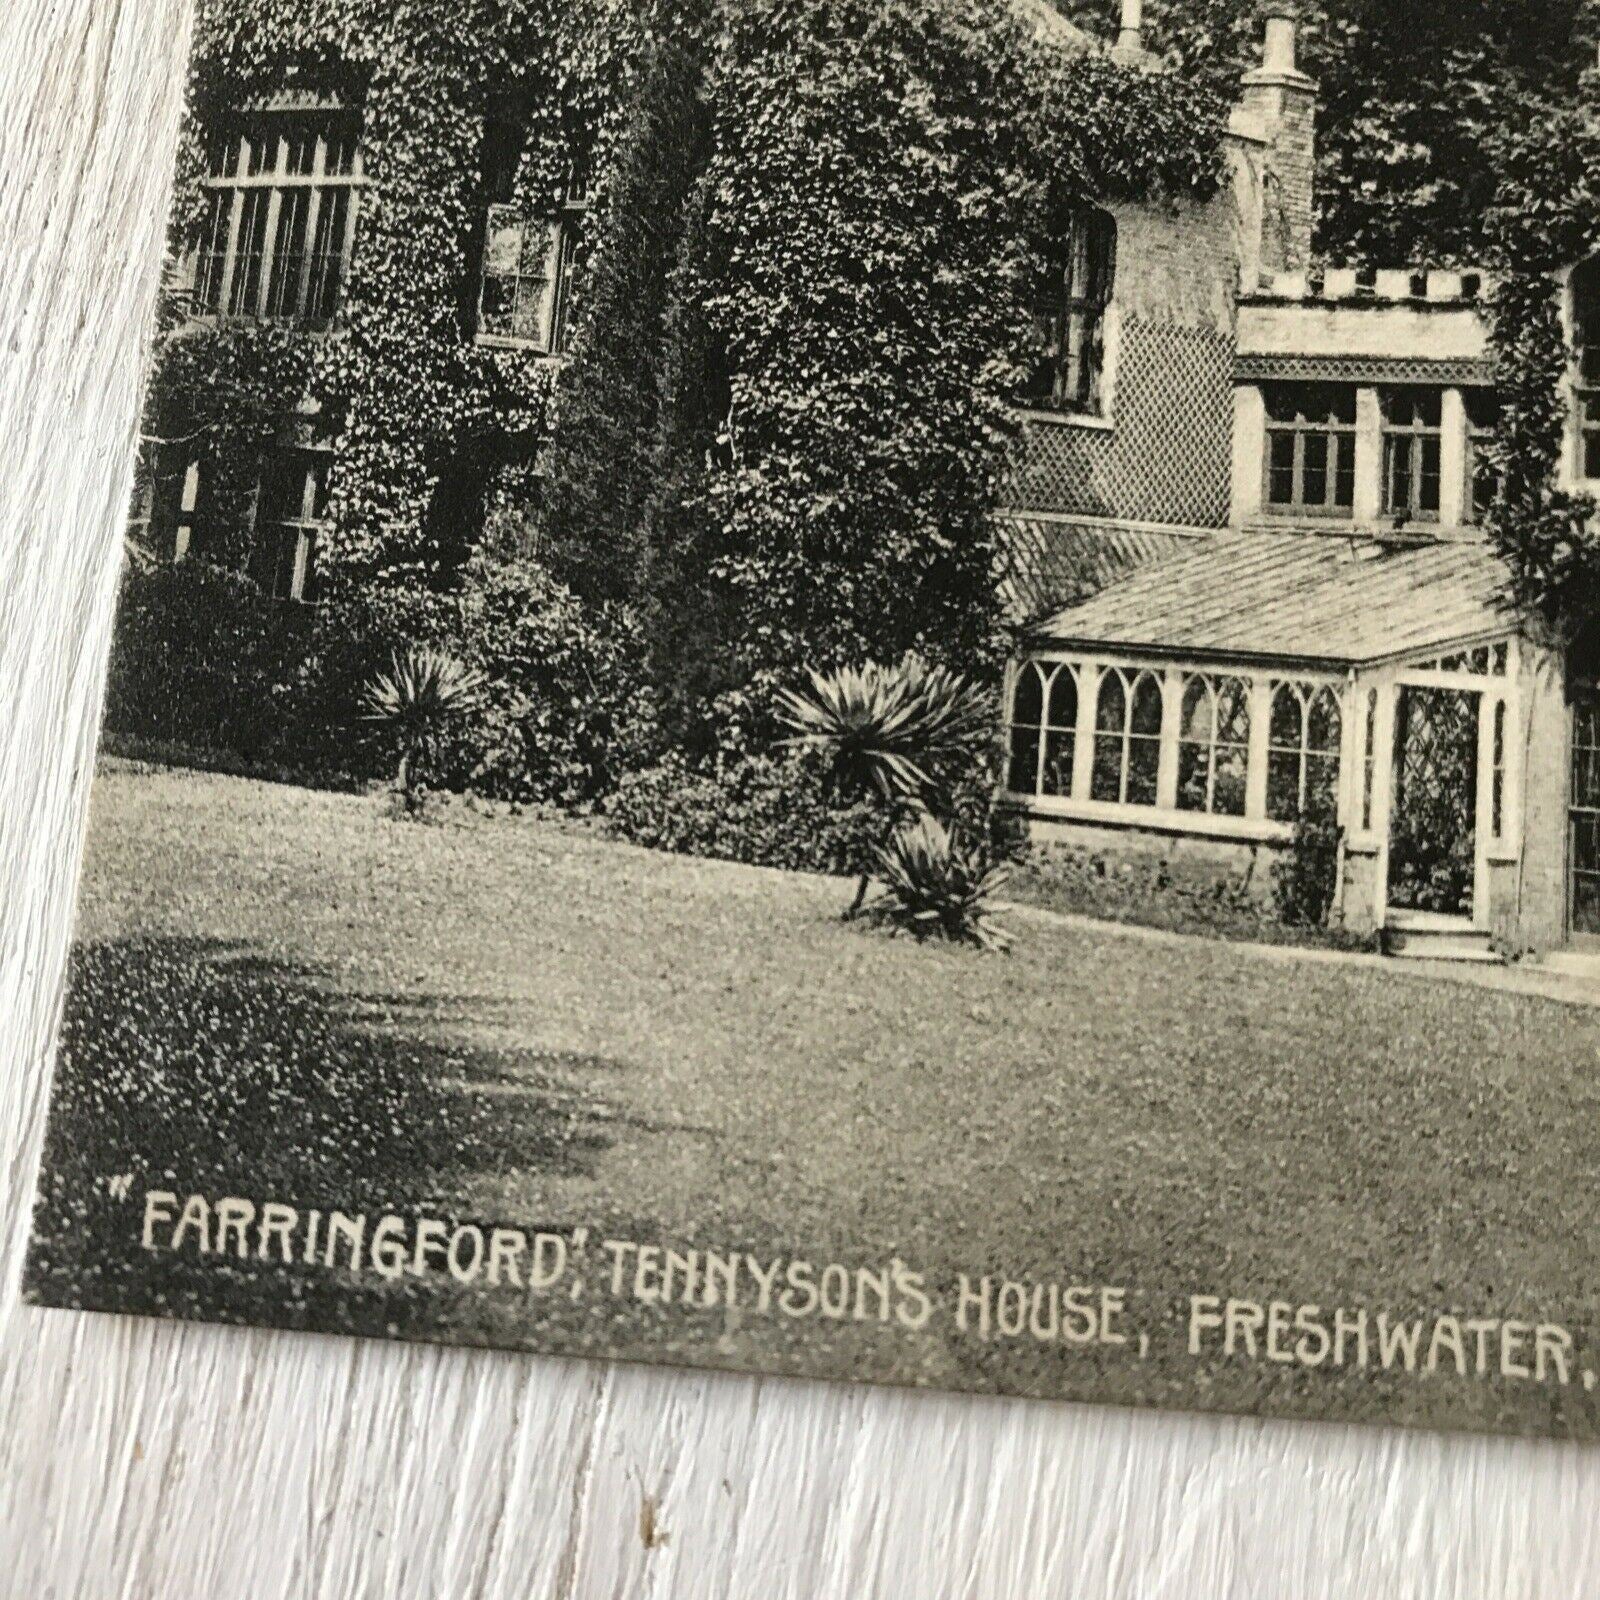 "FARRINGFORD", TENNYSON'S HOUSE, FRESHWATER,